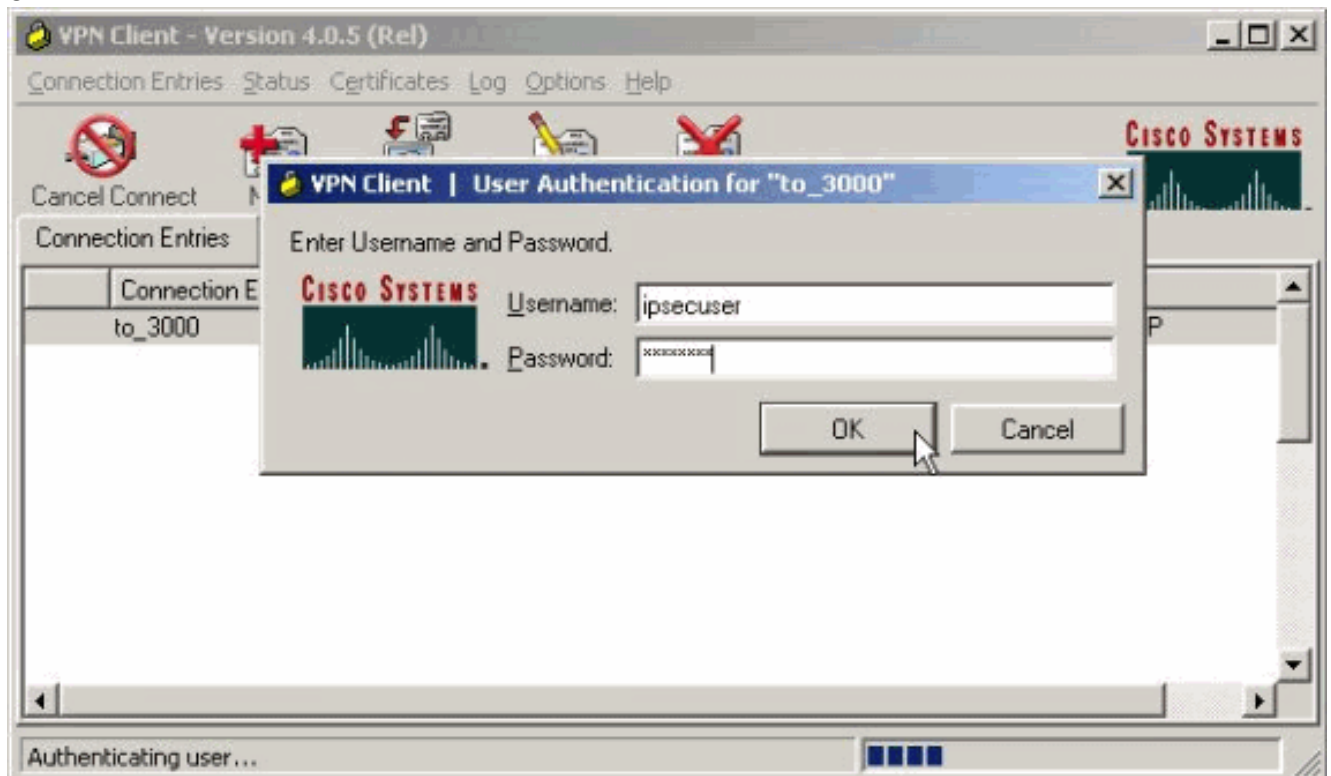 VPN Client - Version 4.0.5 (Rel)
Connection Entries Status Certificates Log Options Help
CISCO SYSTEMS
Cancel Connect
VPN Client | User Authentication for "to_3000"
Connection Entries
Enter Username and Password.
Connection E
CISCO SYSTEMS
Username: ipsecuser
to_3000
P
Password: ********
OK Cancel
Authenticating user...